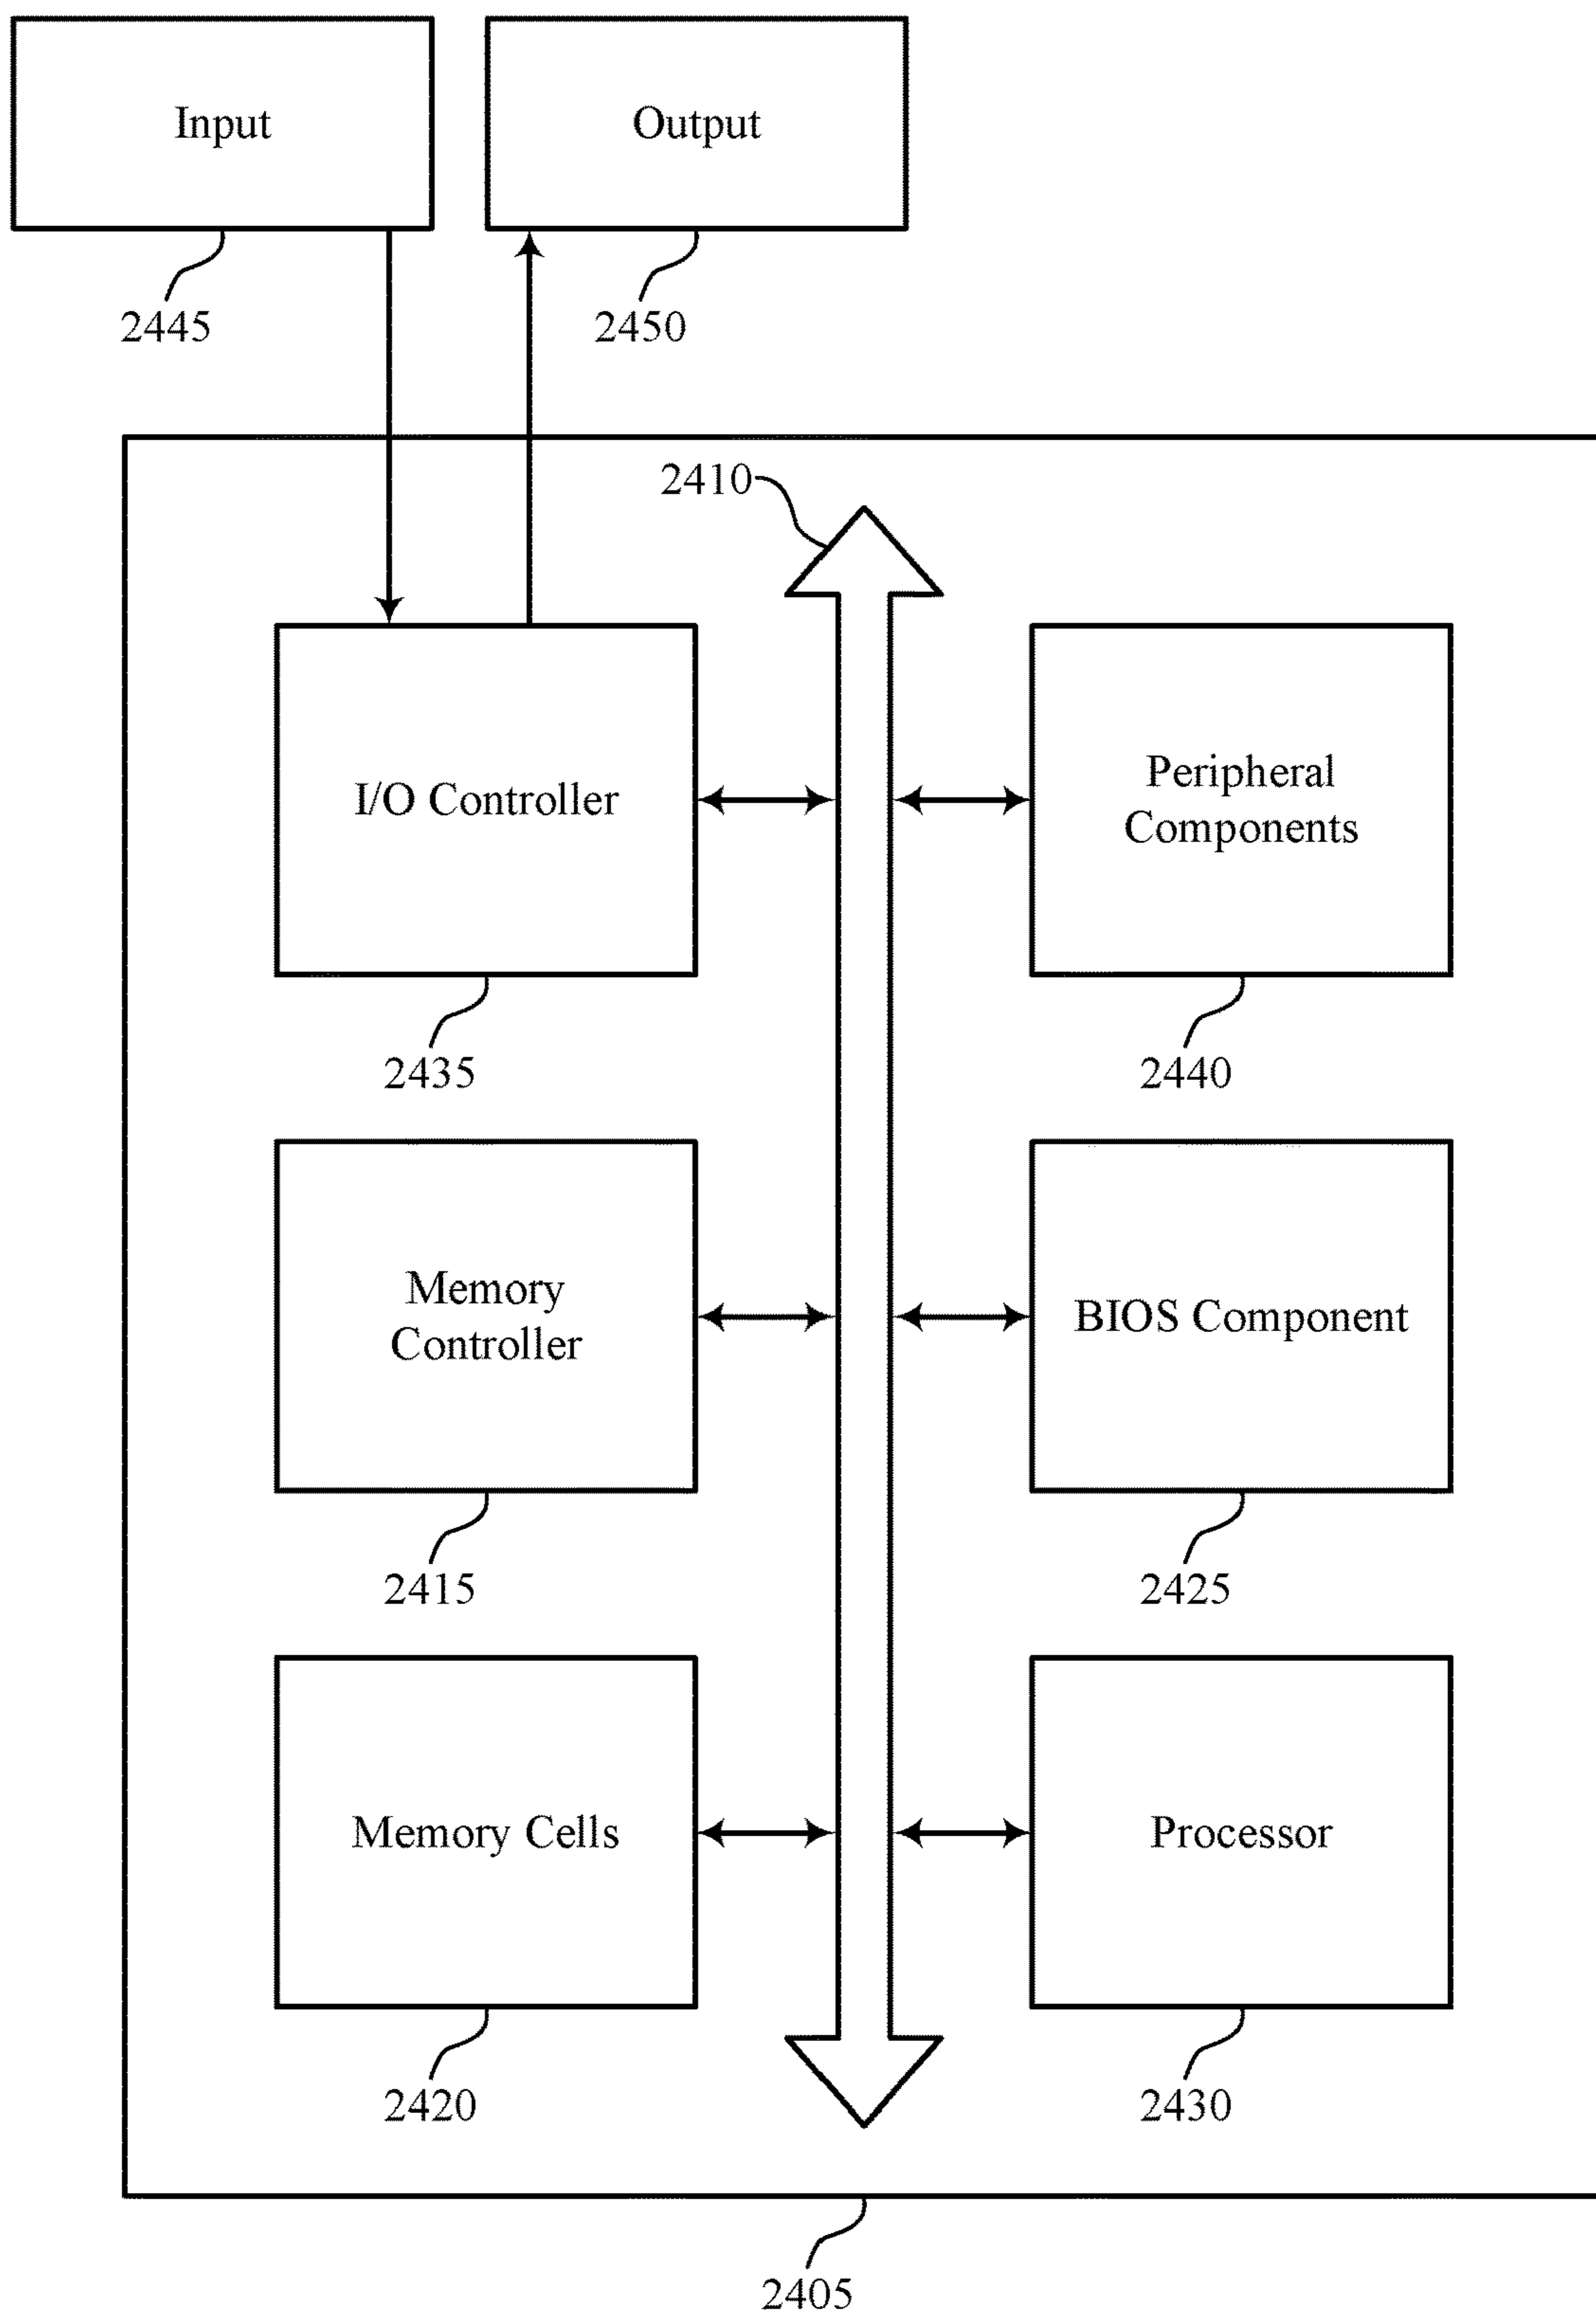 Input
Output
2445
2450
2410
I/O Controller
Peripheral
Components
2435
2440
Memory
Controller
BIOS Component
2415
2425
Memory Cells
Processor
2420
2430
2405